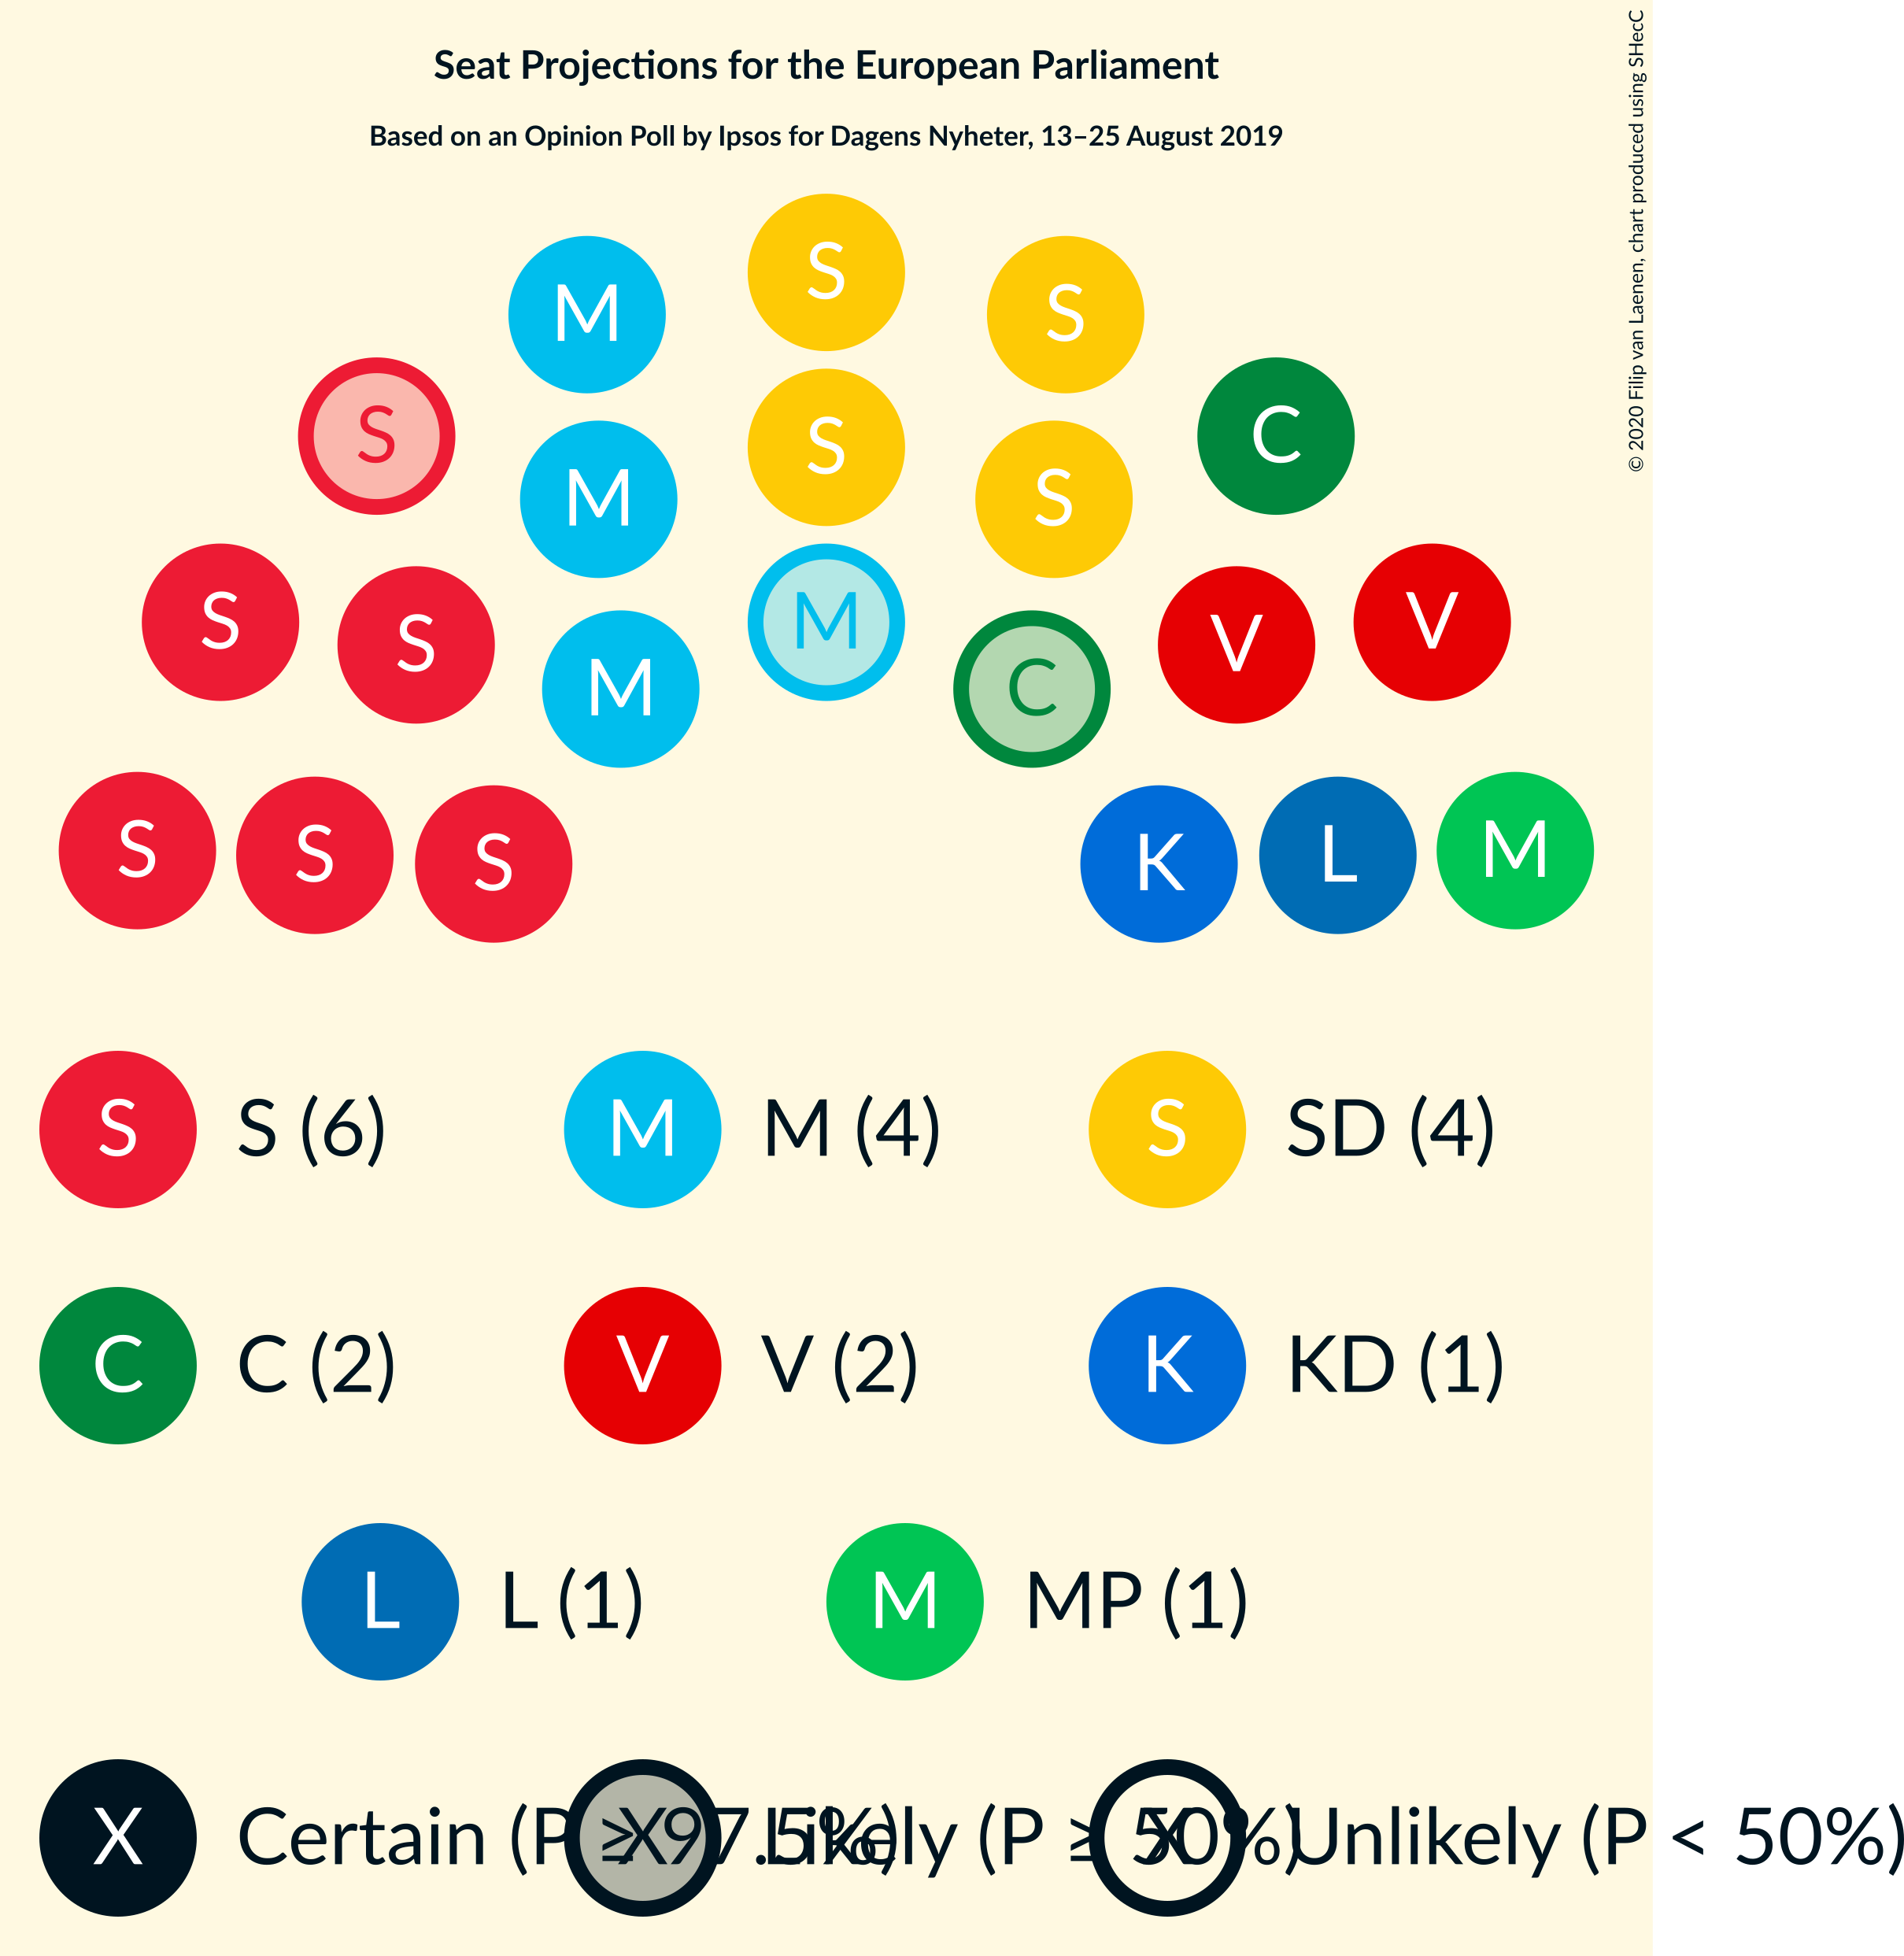 Seat Projections for the European Parliament
Based on an Opinion Poll by Ipsos for Dagens Nyheter, 13–25 August 2019
© 2020 Filip van Laenen, chart produced using SHecC
S
M S
S S
M C
S M S
S V V
S M M C
S S S K L M
S S (6) M M (4) S SD (4)
C C (2) V V (2) K KD (1)
L L (1) M MP (1)
X Certain (P ≥ 97.5%) X Likely (P ≥ 50%) X Unlikely (P < 50%)